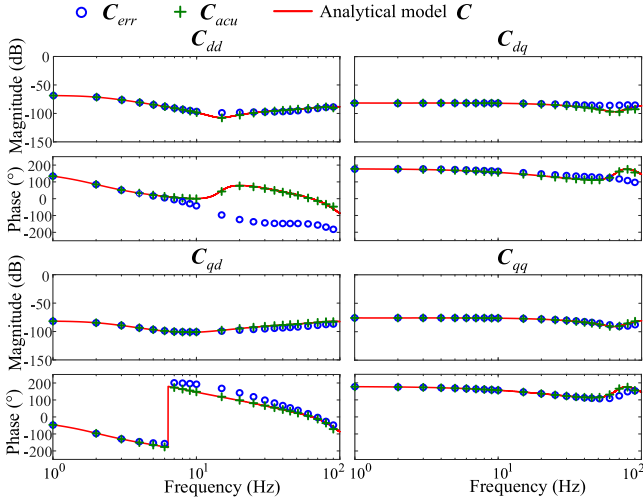 C_err C_acu Analytical model C
C_dd C_dq
Magnitude (dB)
0
-50
-100
-150
Phase (°)
200
100
0
-100
-200
C_qd C_qq
Magnitude (dB)
0
-50
-100
-150
Phase (°)
200
100
0
-100
-200
10^0 10^1 10^2 10^0 10^1 10^2
Frequency (Hz) Frequency (Hz)